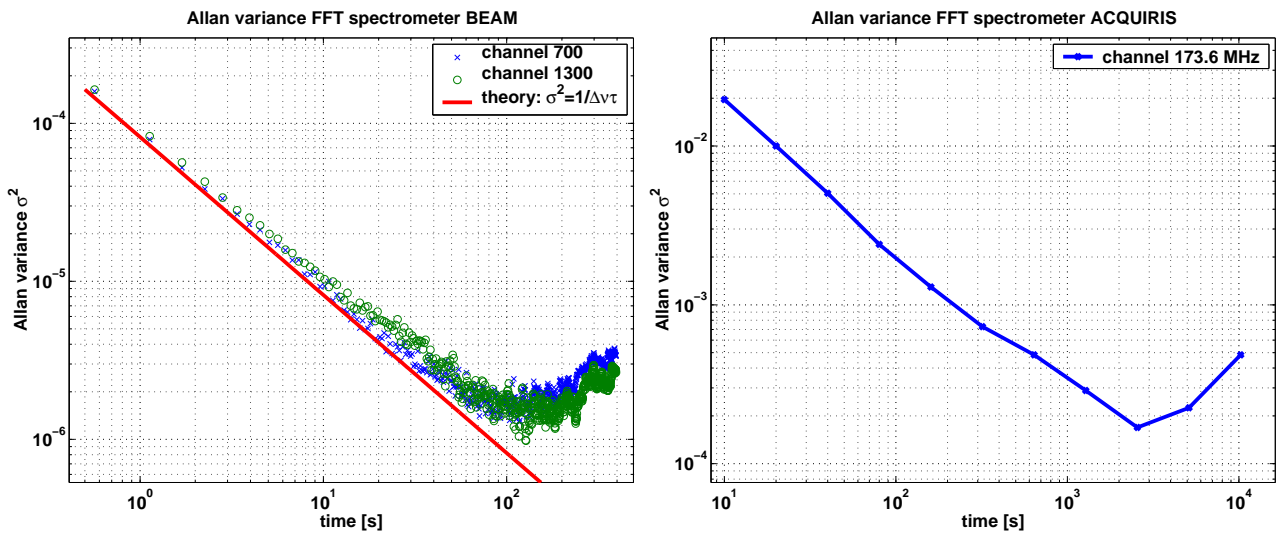 Allan variance FFT spectrometer BEAM
channel 700
channel 1300
theory: σ²=1/Δντ
10⁻⁴
10⁻⁵
10⁻⁶
Allan variance σ²
10⁰
10¹
10²
time [s]
Allan variance FFT spectrometer ACQUIRIS
channel 173.6 MHz
10⁻²
10⁻³
10⁻⁴
Allan variance σ²
10¹
10²
10³
10⁴
time [s]